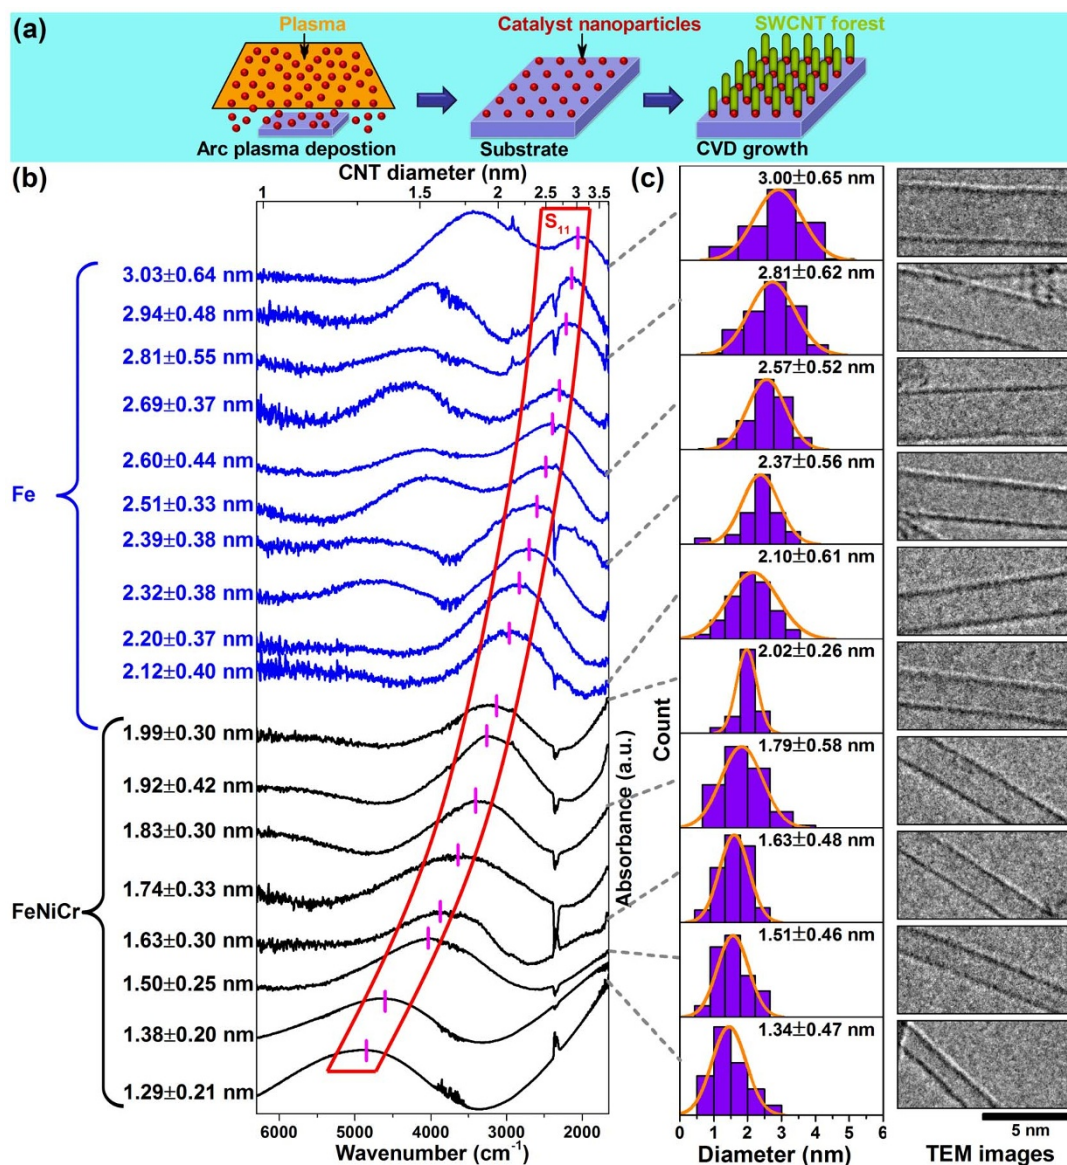 (a)
Plasma
Catalyst nanoparticles
SWCNT forest
Arc plasma depostion
Substrate
CVD growth
(b)
CNT diameter (nm)
1 1.5 2 2.5 3 3.5
S11
Fe
3.03±0.64 nm
2.94±0.48 nm
2.81±0.55 nm
2.69±0.37 nm
2.60±0.44 nm
2.51±0.33 nm
2.39±0.38 nm
2.32±0.38 nm
2.20±0.37 nm
2.12±0.40 nm
FeNiCr
1.99±0.30 nm
1.92±0.42 nm
1.83±0.30 nm
1.74±0.33 nm
1.63±0.30 nm
1.50±0.25 nm
1.38±0.20 nm
1.29±0.21 nm
Absorbance (a.u.)
6000 5000 4000 3000 2000
Wavenumber (cm-1)
(c)
3.00±0.65 nm
2.81±0.62 nm
2.57±0.52 nm
2.37±0.56 nm
2.10±0.61 nm
2.02±0.26 nm
1.79±0.58 nm
1.63±0.48 nm
1.51±0.46 nm
1.34±0.47 nm
Count
0 1 2 3 4 5 6
Diameter (nm)
5 nm
TEM images